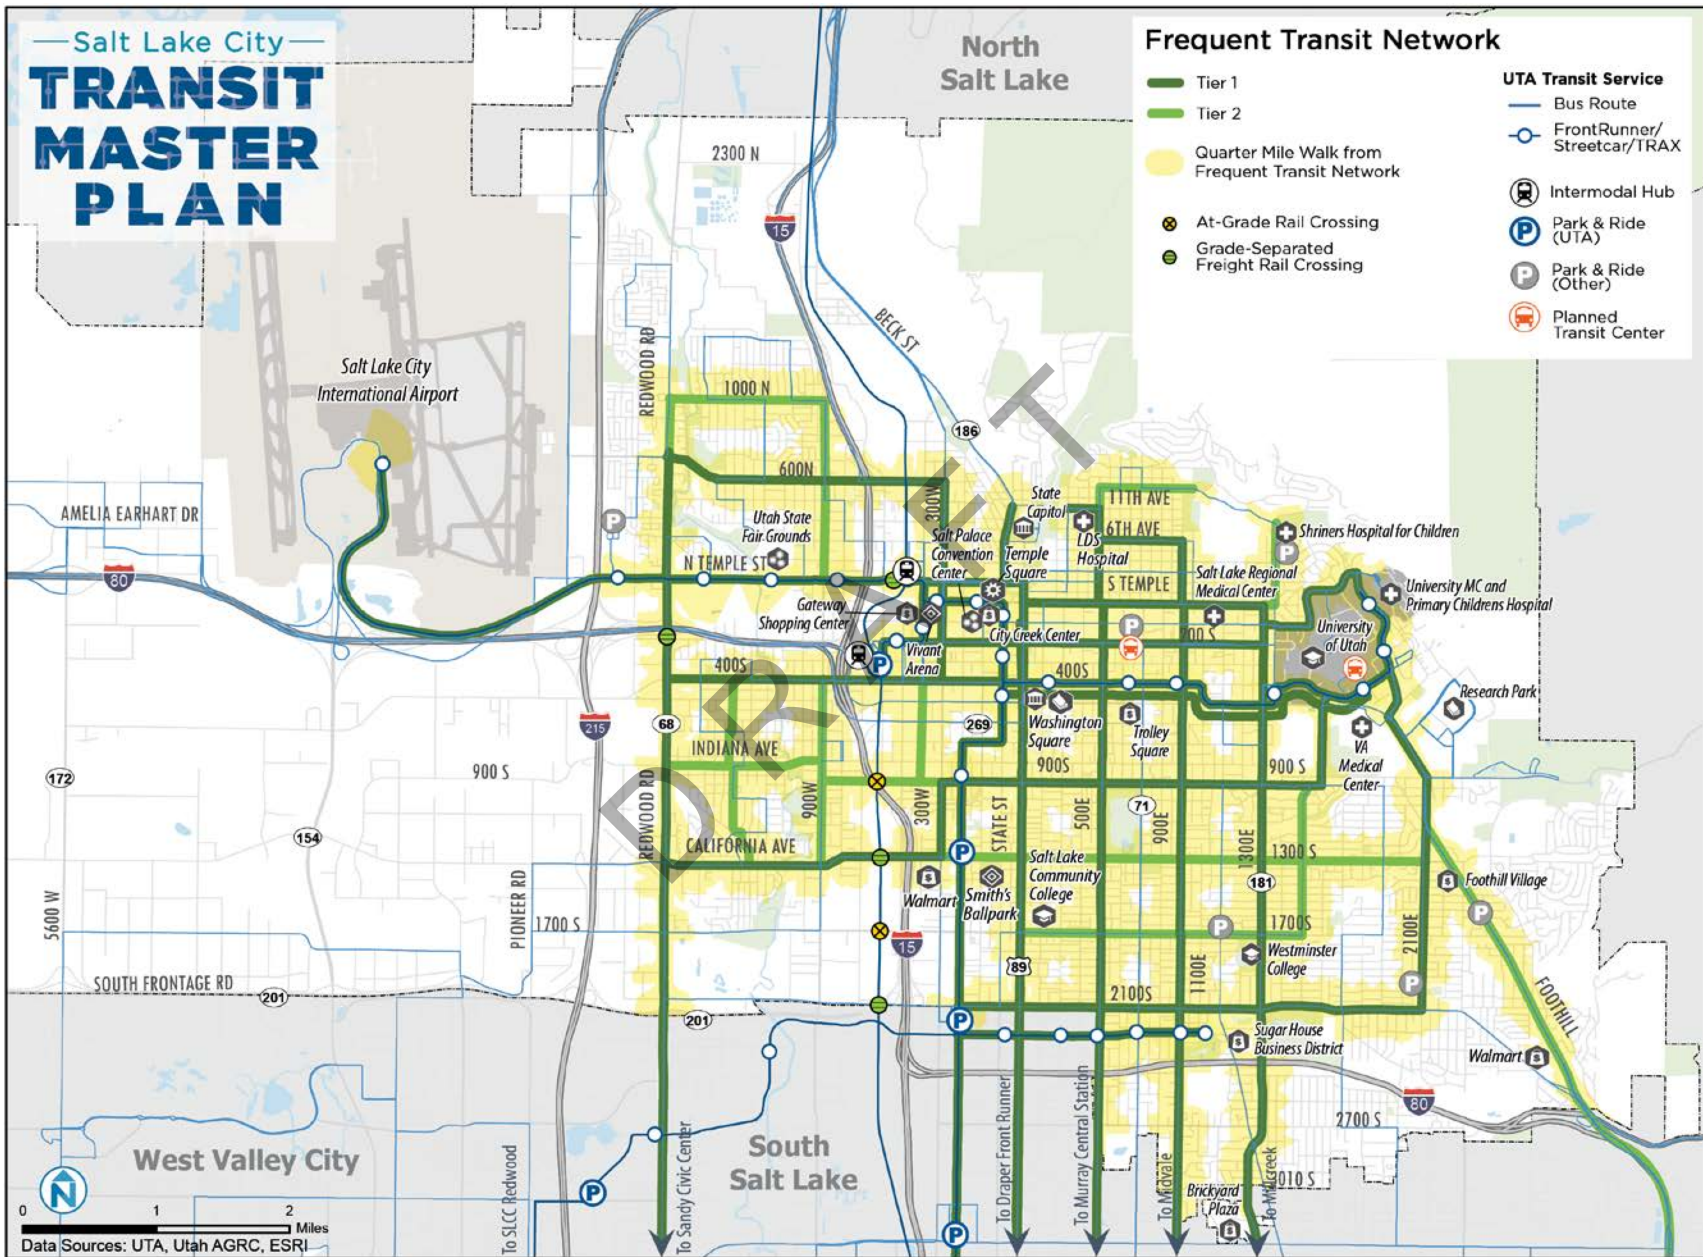 Salt Lake City
TRANSIT
MASTER
PLAN
North
Salt Lake
Frequent Transit Network
Tier 1
Tier 2
Quarter Mile Walk from
Frequent Transit Network
At-Grade Rail Crossing
Grade-Separated
Freight Rail Crossing
UTA Transit Service
Bus Route
FrontRunner/
Streetcar/TRAX
Intermodal Hub
P
Park & Ride
(UTA)
P
Park & Ride
(Other)
Planned
Transit Center
2300 N
15
BECK ST
REDWOOD RD
Salt Lake City
International Airport
1000 N
186
600N
300W
State
Capitol
11TH AVE
6TH AVE
LDS
Hospital
Shriners Hospital for Children
P
AMELIA EARHART DR
P
Utah State
Fair Grounds
Salt Palace
Convention
Center
Temple
Square
N TEMPLE ST
S TEMPLE
Salt Lake Regional
Medical Center
University MC and
Primary Childrens Hospital
80
Gateway
Shopping Center
City Creek Center
P
200 S
University
of Utah
Vivant
Arena
P
400S
400S
Research Park
68
215
269
Washington
Square
Trolley
Square
VA
Medical
Center
INDIANA AVE
172
900 S
900S
900 S
REDWOOD RD
900W
300W
STATE ST
500E
71
900E
1300E
154
CALIFORNIA AVE
P
1300 S
Salt Lake
Community
College
181
Foothill Village
5600 W
PIONEER RD
Walmart
Smith's
Ballpark
1700 S
1700S
P
P
2100E
15
89
1100E
Westminster
College
SOUTH FRONTAGE RD
201
201
2100S
P
P
FOOTHILL
Sugar House
Business District
Walmart
80
2700 S
West Valley City
South
Salt Lake
N
P
P
To SLCC Redwood
To Sandy Civic Center
To Draper Front Runner
To Murray Central Station
To Midvale
To Millcreek
3010 S
Brickyard
Plaza
0 1 2
Miles
Data Sources: UTA, Utah AGRC, ESRI
DRAFT